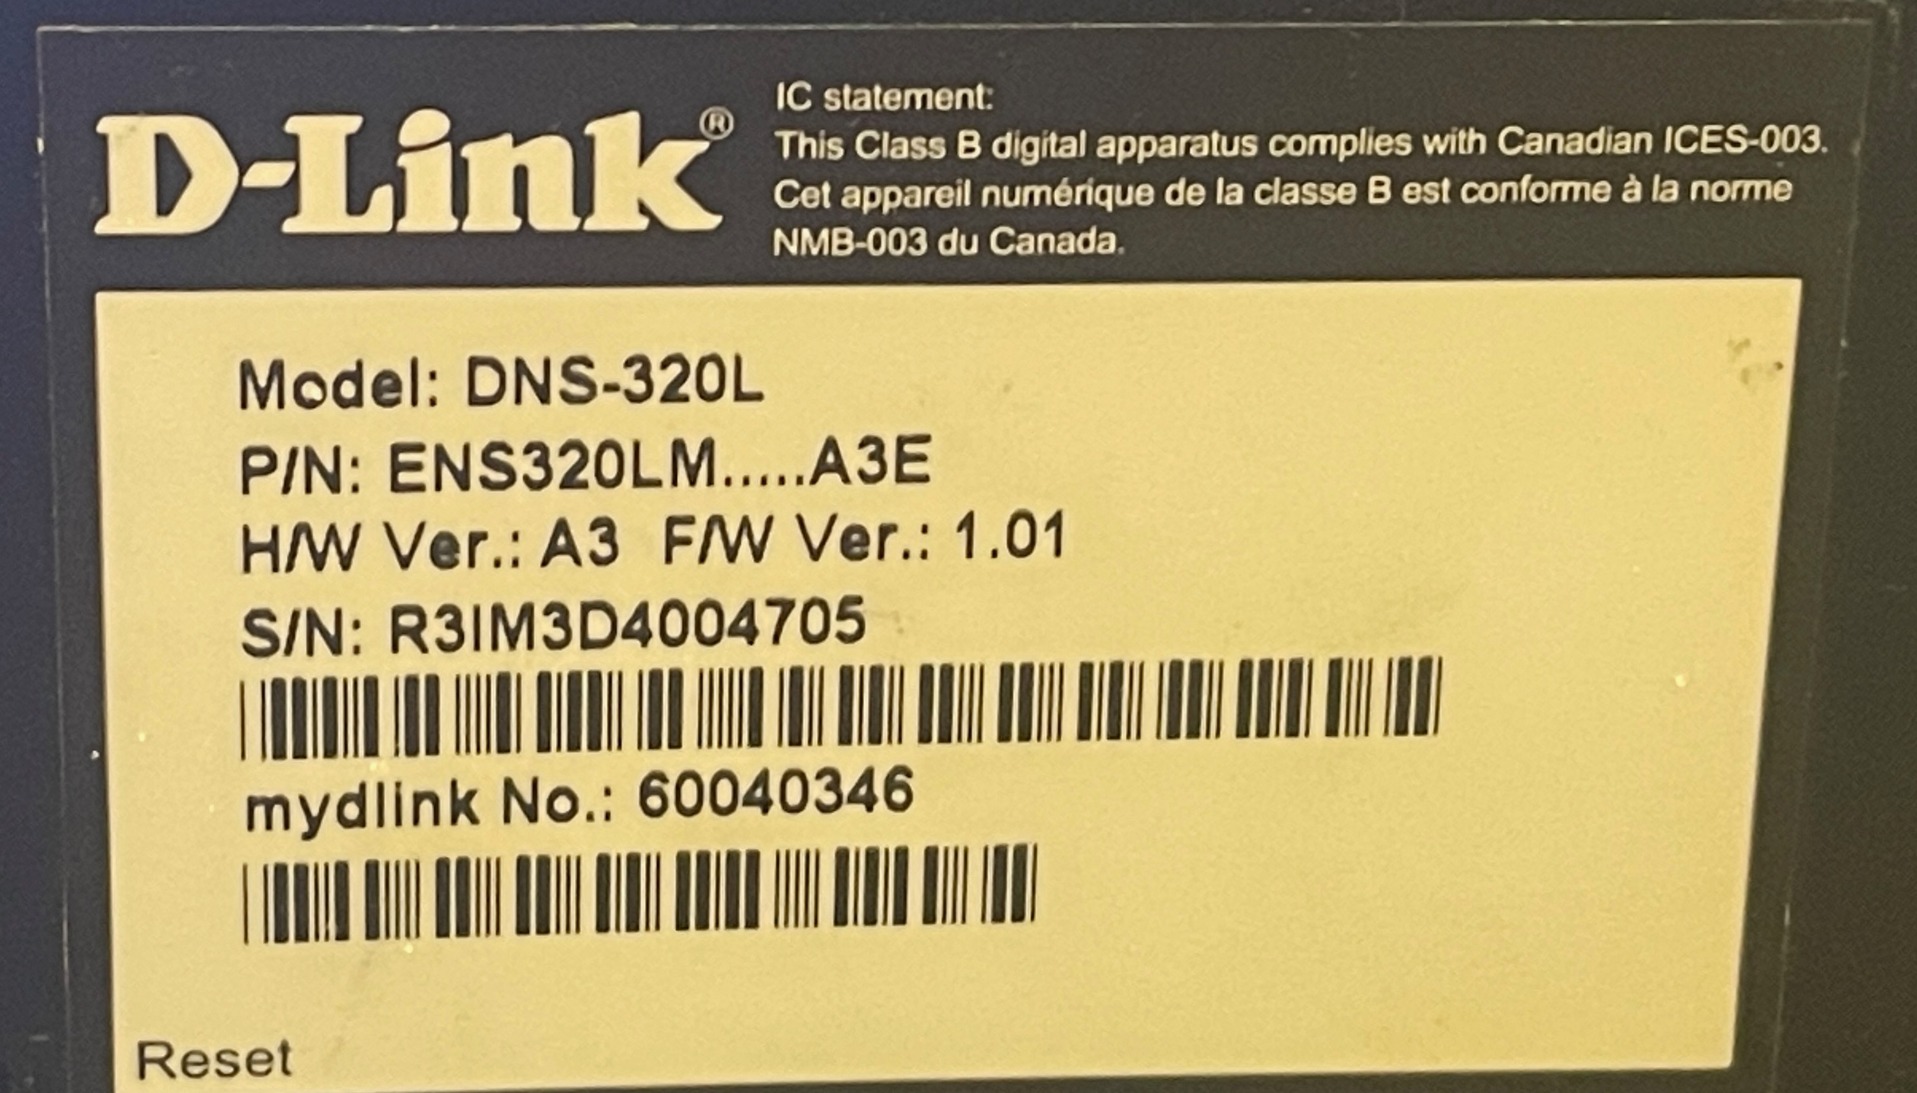 D-Link®
IC statement:
This Class B digital apparatus complies with Canadian ICES-003.
Cet appareil numérique de la classe B est conforme à la norme
NMB-003 du Canada.
Model: DNS-320L
P/N: ENS320LM.....A3E
H/W Ver.: A3 F/W Ver.: 1.01
S/N: R3IM3D4004705
mydlink No.: 60040346
Reset